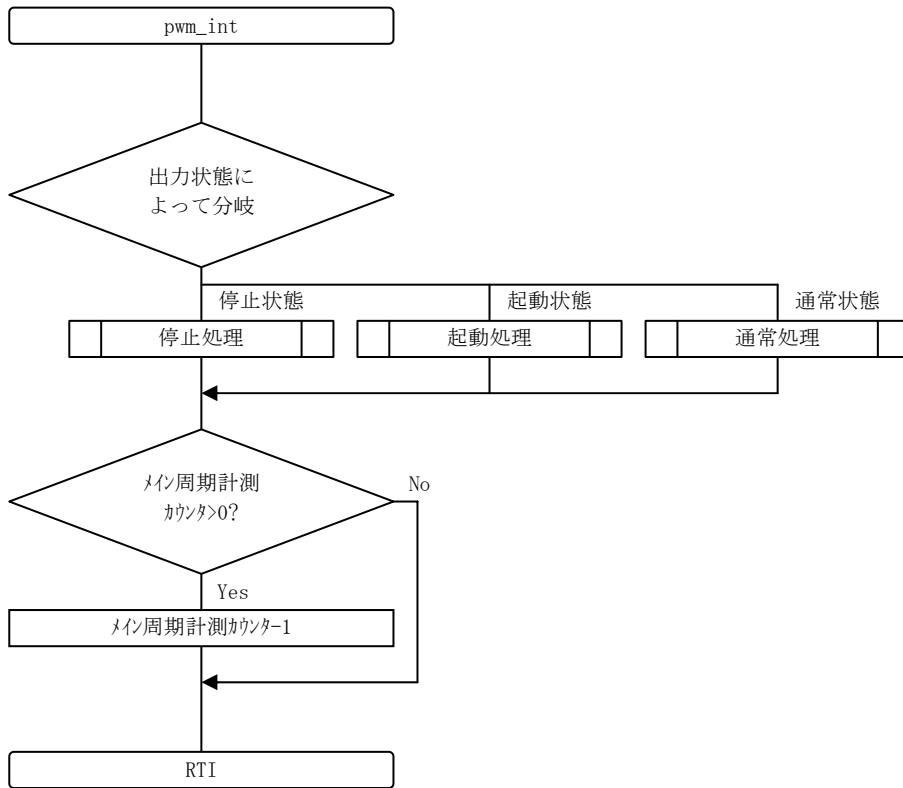 pwm_int
出力状態に
よって分岐
停止状態
起動状態
通常状態
停止処理
起動処理
通常処理
ﾒｲﾝ周期計測
ｶｳﾝﾀ>0?
No
Yes
ﾒｲﾝ周期計測ｶｳﾝﾀ-1
RTI